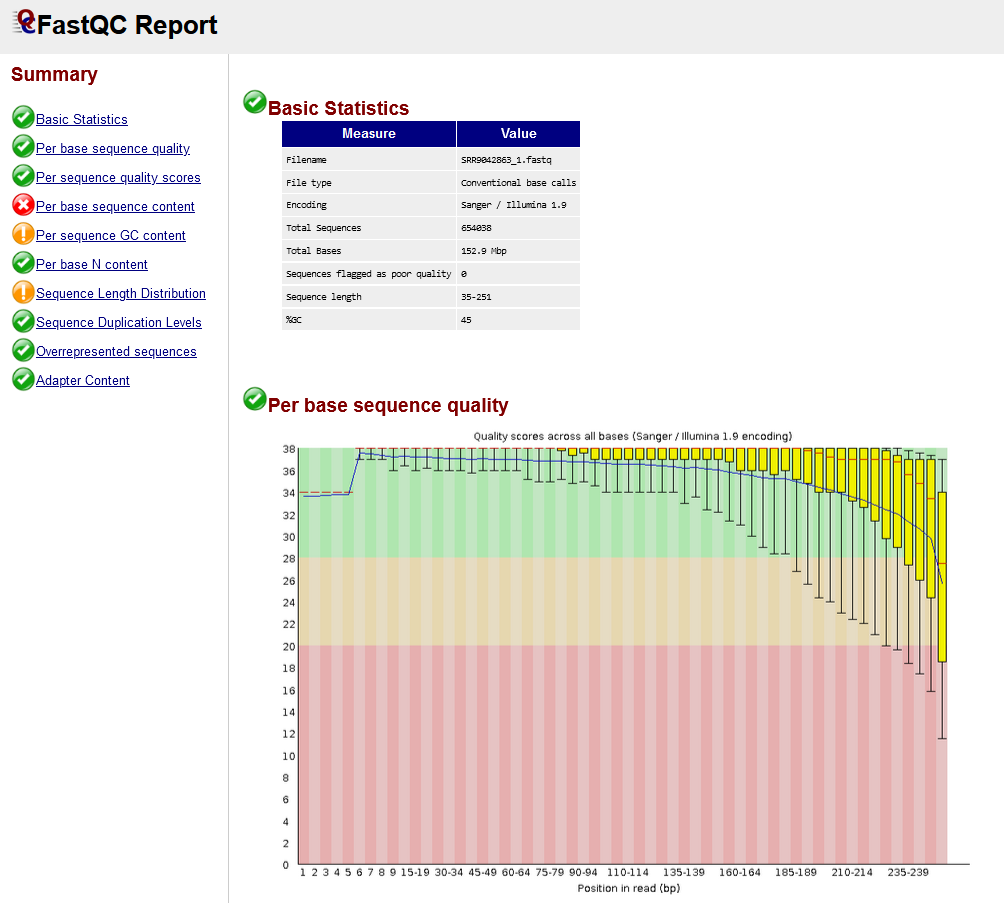 FastQC Report
Summary
Basic Statistics
Per base sequence quality
Per sequence quality scores
Per base sequence content
Per sequence GC content
Per base N content
Sequence Length Distribution
Sequence Duplication Levels
Overrepresented sequences
Adapter Content
Basic Statistics
Measure Value
Filename SRR9042863_1.fastq
File type Conventional base calls
Encoding Sanger / Illumina 1.9
Total Sequences 654038
Total Bases 152.9 Mbp
Sequences flagged as poor quality 0
Sequence length 35-251
%GC 45
Per base sequence quality
Quality scores across all bases (Sanger / Illumina 1.9 encoding)
38
36
34
32
30
28
26
24
22
20
18
16
14
12
10
8
6
4
2
0
1 2 3 4 5 6 7 8 9 15-19 30-34 45-49 60-64 75-79 90-94 110-114 135-139 160-164 185-189 210-214 235-239
Position in read (bp)